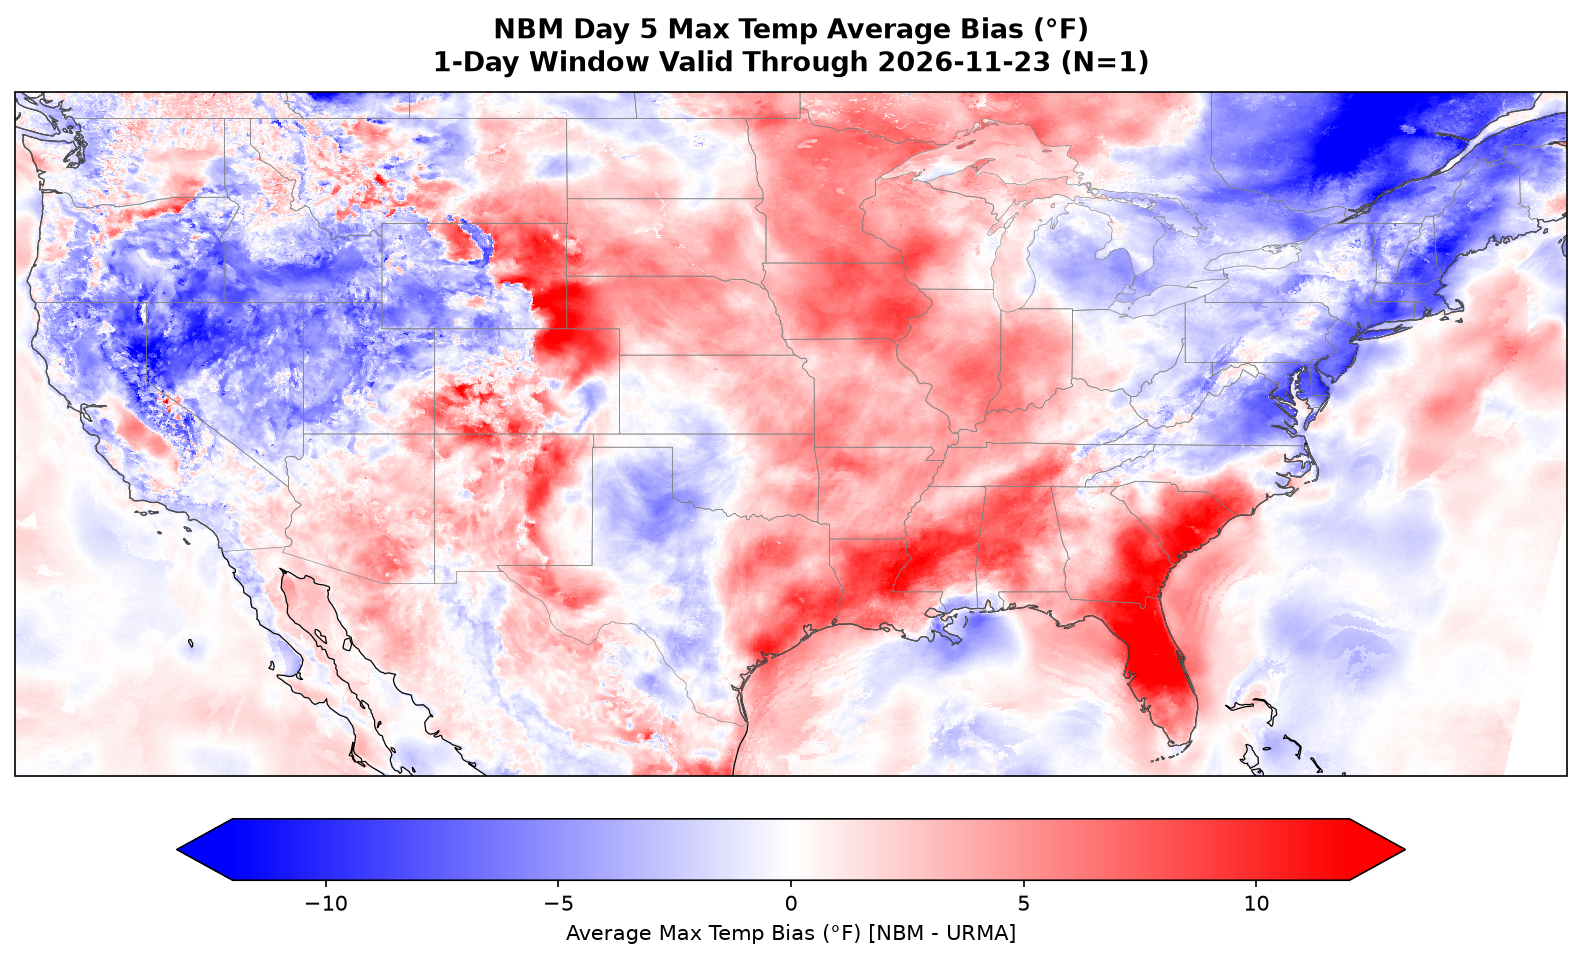 NBM Day 5 Max Temp Average Bias (°F)
1-Day Window Valid Through 2026-11-23 (N=1)
−10 −5 0 5 10
Average Max Temp Bias (°F) [NBM - URMA]